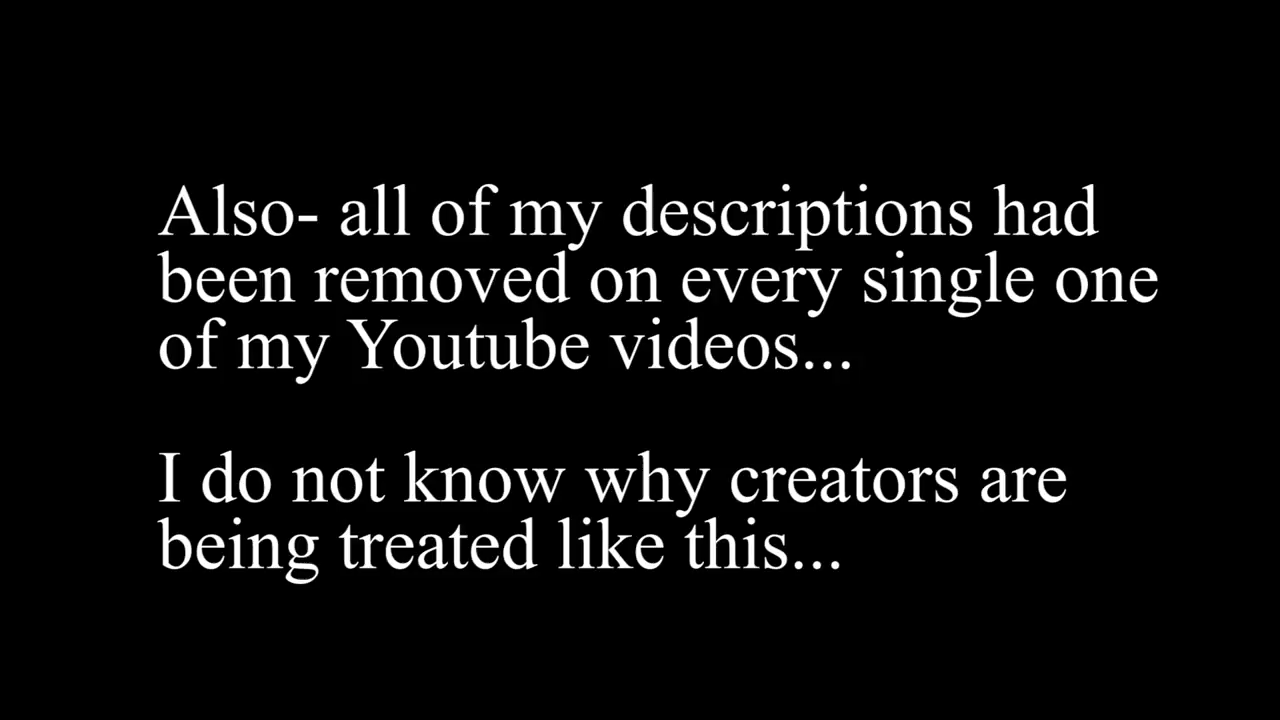 Also- all of my descriptions had
been removed on every single one
of my Youtube videos...
I do not know why creators are
being treated like this...